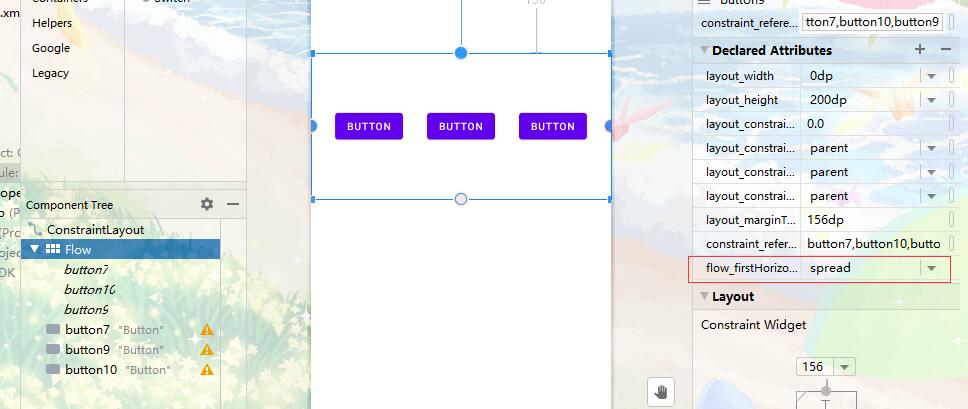 .xm
Containers
Switch
Helpers
Google
Legacy
ct: C
ule:
ope
o (P
(Pro
ojec
DK
Component Tree
ConstraintLayout
Flow
button7
button10
button9
button7 "Button"
button9 "Button"
button10 "Button"
156
BUTTON BUTTON BUTTON
button9
constraint_refere... tton7,button10,button9
Declared Attributes
layout_width 0dp
layout_height 200dp
layout_constrai... 0.0
layout_constrai... parent
layout_constrai... parent
layout_constrai... parent
layout_marginT... 156dp
constraint_refer... button7,button10,butto
flow_firstHorizo... spread
Layout
Constraint Widget
156